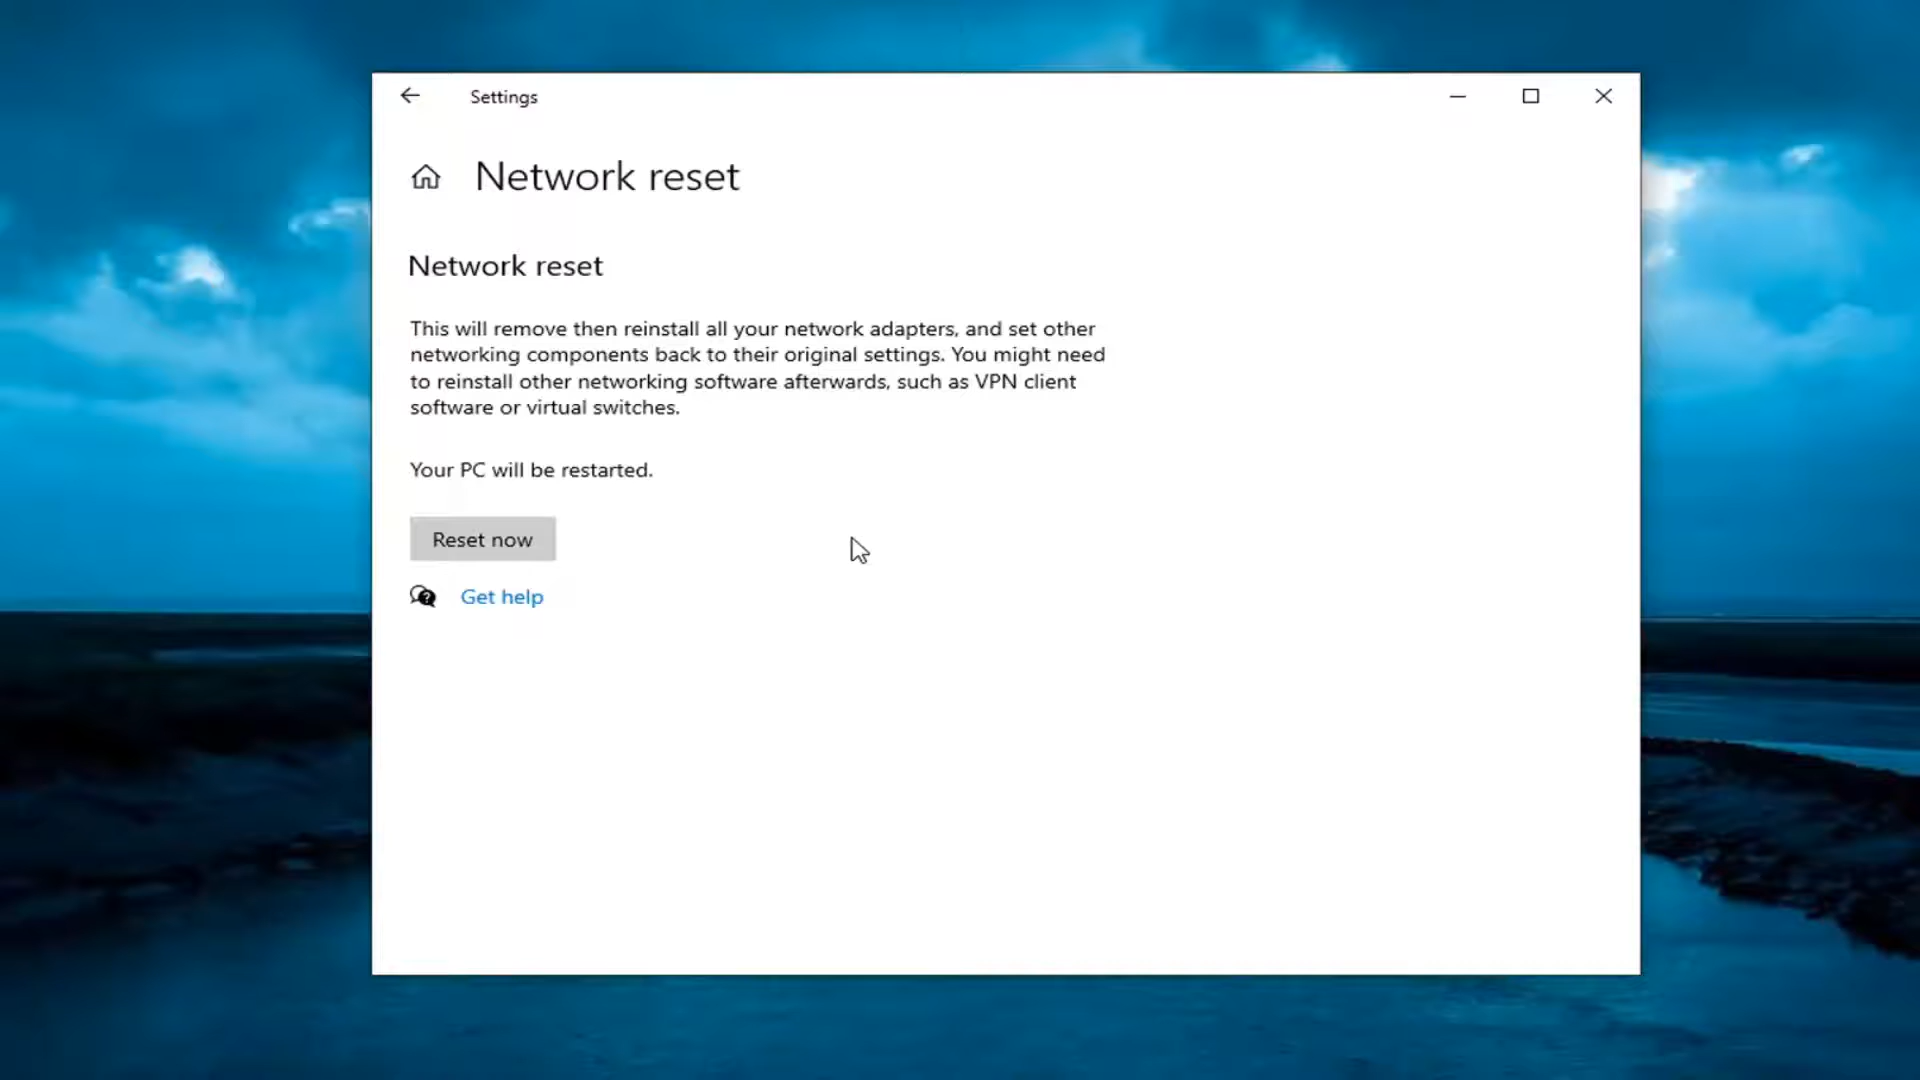 Settings
Network reset
Network reset
This will remove then reinstall all your network adapters, and set other
networking components back to their original settings. You might need
to reinstall other networking software afterwards, such as VPN client
software or virtual switches.
Your PC will be restarted.
Reset now
Get help